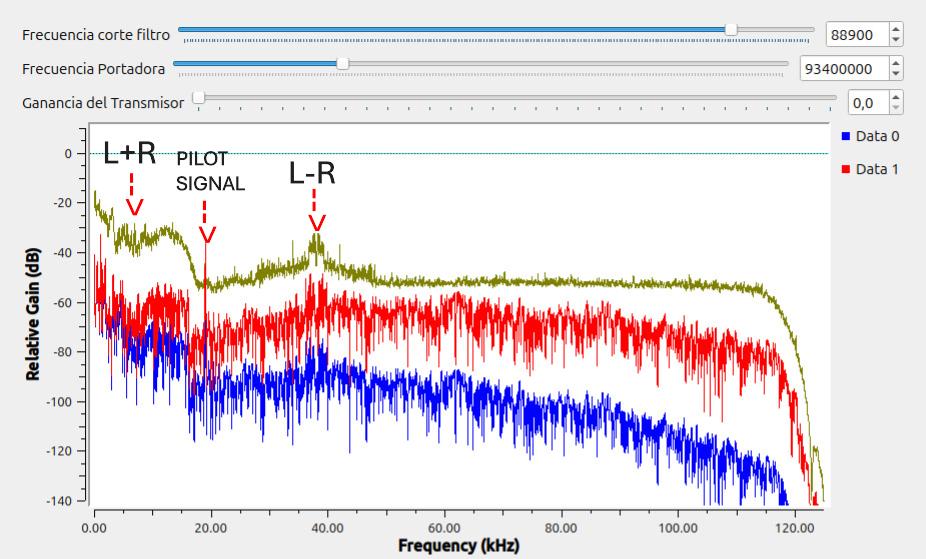 Frecuencia corte filtro
88900
Frecuencia Portadora
93400000
Ganancia del Transmisor
0,0
L+R
PILOT
SIGNAL
L-R
Data 0
Data 1
Relative Gain (dB)
0
-20
-40
-60
-80
-100
-120
-140
0.00 20.00 40.00 60.00 80.00 100.00 120.00
Frequency (kHz)